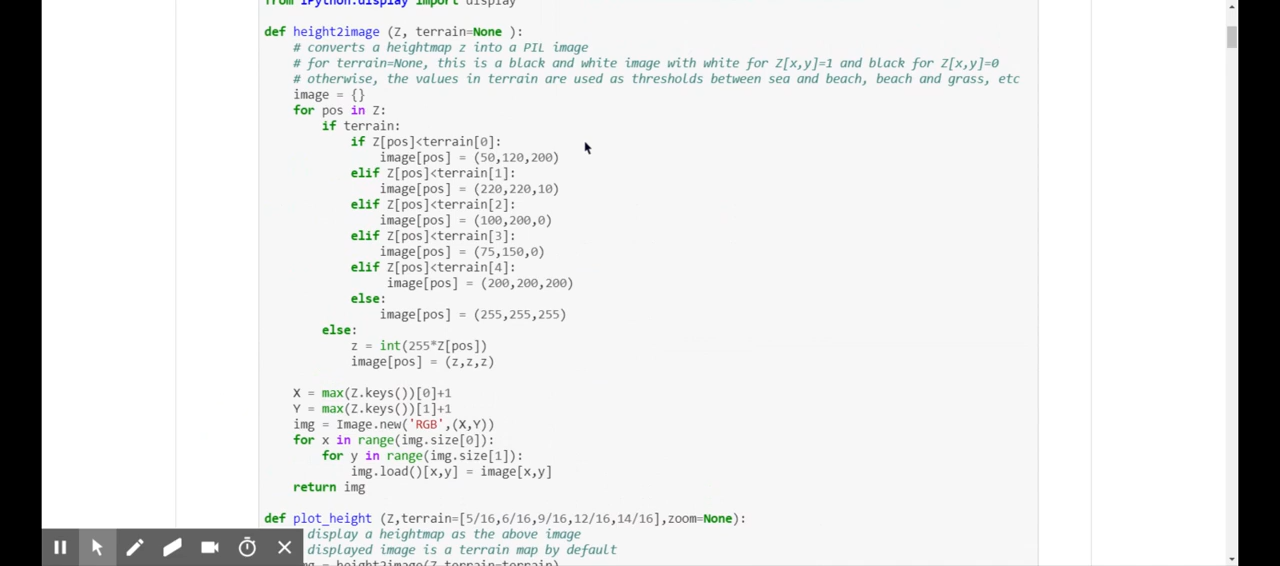 from IPython.display import display
def height2image (Z, terrain=None ):
# converts a heightmap z into a PIL image
# for terrain=None, this is a black and white image with white for Z[x,y]=1 and black for Z[x,y]=0
# otherwise, the values in terrain are used as thresholds between sea and beach, beach and grass, etc
image = {}
for pos in Z:
if terrain:
if Z[pos]<terrain[0]:
image[pos] = (50,120,200)
elif Z[pos]<terrain[1]:
image[pos] = (220,220,10)
elif Z[pos]<terrain[2]:
image[pos] = (100,200,0)
elif Z[pos]<terrain[3]:
image[pos] = (75,150,0)
elif Z[pos]<terrain[4]:
image[pos] = (200,200,200)
else:
image[pos] = (255,255,255)
else:
z = int(255*Z[pos])
image[pos] = (z,z,z)
X = max(Z.keys())[0]+1
Y = max(Z.keys())[1]+1
img = Image.new('RGB',(X,Y))
for x in range(img.size[0]):
for y in range(img.size[1]):
img.load()[x,y] = image[x,y]
return img
def plot_height (Z,terrain=[5/16,6/16,9/16,12/16,14/16],zoom=None):
display a heightmap as the above image
displayed image is a terrain map by default
= height2image(Z,terrain=terrain)